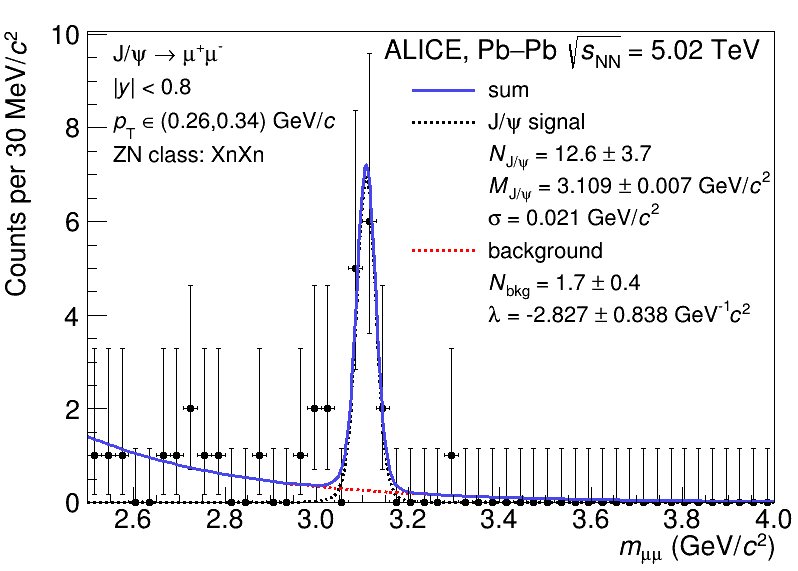 ALICE, Pb–Pb √sNN = 5.02 TeV
J/ψ → μ+μ-
|y| < 0.8
pT ∈ (0.26,0.34) GeV/c
ZN class: XnXn
sum
J/ψ signal
NJ/ψ = 12.6 ± 3.7
MJ/ψ = 3.109 ± 0.007 GeV/c2
σ = 0.021 GeV/c2
background
Nbkg = 1.7 ± 0.4
λ = -2.827 ± 0.838 GeV-1c2
Counts per 30 MeV/c2
10
8
6
4
2
0
2.6 2.8 3.0 3.2 3.4 3.6 3.8 4.0
mμμ (GeV/c2)